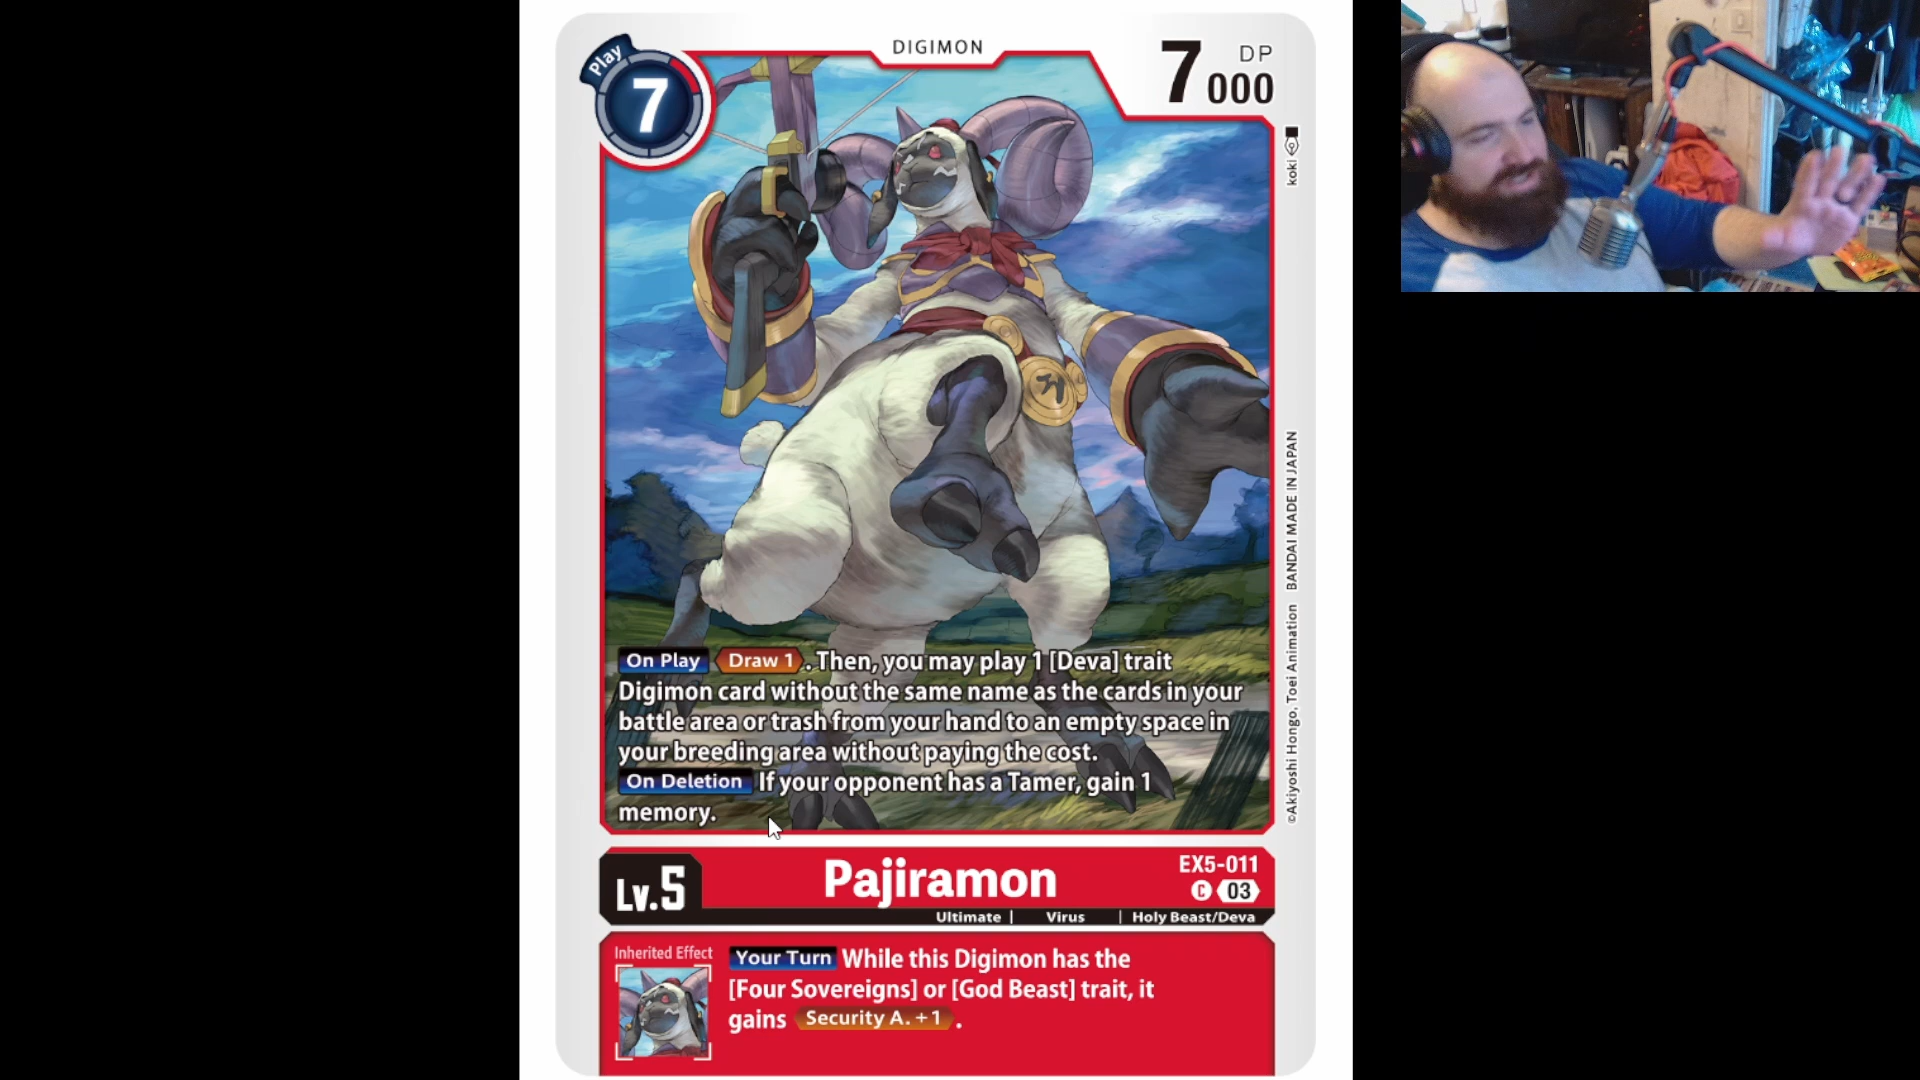 DIGIMON
Play
7
7000
DP
koki
On Play Draw 1. Then, you may play 1 [Deva] trait
Digimon card without the same name as the cards in your
battle area or trash from your hand to an empty space in
your breeding area without paying the cost.
On Deletion If your opponent has a Tamer, gain 1
memory.
©Akiyoshi Hongo, Toei Animation BANDAI MADE IN JAPAN
Lv.5
Pajiramon
EX5-011
C 03
Ultimate | Virus | Holy Beast/Deva
Inherited Effect
Your Turn While this Digimon has the
[Four Sovereigns] or [God Beast] trait, it
gains Security A. +1.